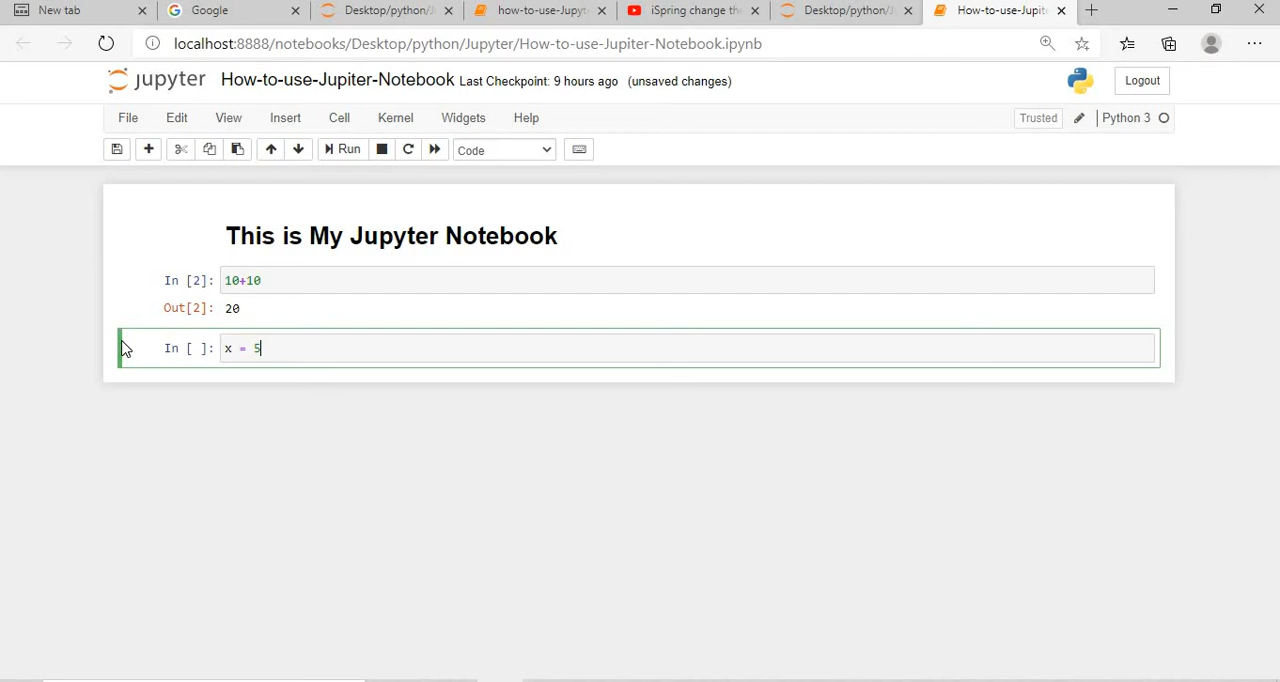 New tab Google Desktop/python/J how-to-use-Jupyt iSpring change the Desktop/python/J How-to-use-Jupit
localhost:8888/notebooks/Desktop/python/Jupyter/How-to-use-Jupiter-Notebook.ipynb
jupyter How-to-use-Jupiter-Notebook Last Checkpoint: 9 hours ago (unsaved changes) Logout
File Edit View Insert Cell Kernel Widgets Help Trusted Python 3
Run Code
This is My Jupyter Notebook
In [2]: 10+10
Out[2]: 20
In [ ]: x = 5